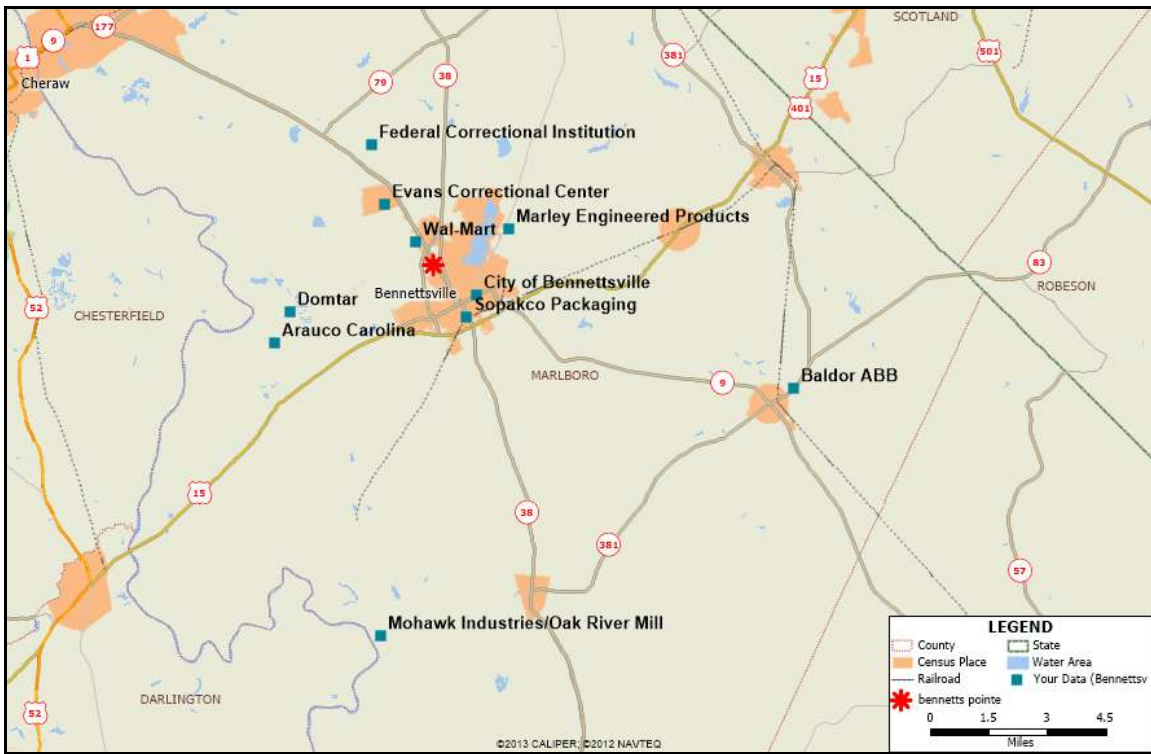 SCOTLAND
177
9
1
Cheraw
79
38
381
501
15
401
Federal Correctional Institution
Evans Correctional Center
Wal-Mart
Marley Engineered Products
Bennettsville
City of Bennettsville
Sopakco Packaging
83
ROBESON
52
CHESTERFIELD
Domtar
Arauco Carolina
MARLBORO
9
Baldor ABB
15
38
381
57
Mohawk Industries/Oak River Mill
DARLINGTON
52
LEGEND
County
State
Census Place
Water Area
Railroad
Your Data (Bennettsv
bennetts pointe
0 1.5 3 4.5
Miles
©2013 CALIPER; ©2012 NAVTEQ